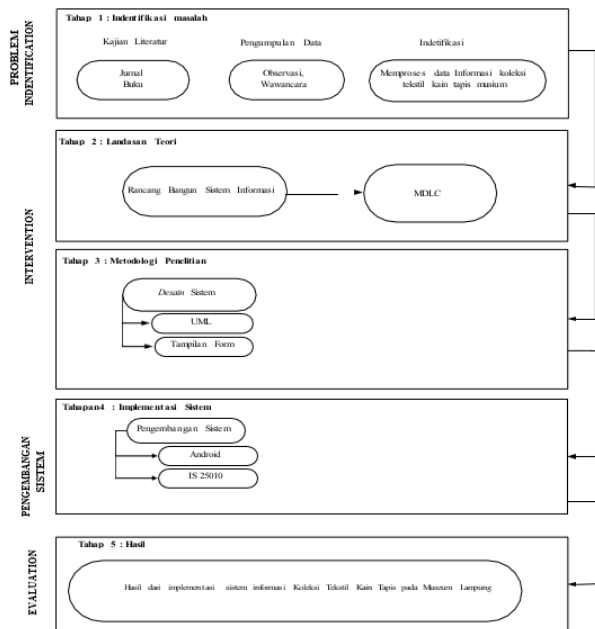 PROBLEM
INDENTIFICATION
Tahap 1 : Indentifikasi masalah
Kajian Literatur
Pengumpulan Data
Indetifikasi
Jurnal
Buku
Observasi,
Wawancara
Memproses data Informasi koleksi
tekstil kain tapis musium
INTERVENTION
Tahap 2 : Landasan Teori
Rancang Bangun Sistem Informasi
MDLC
Tahap 3 : Metodologi Penelitian
Desain Sistem
UML
Tampilan Form
PENGEMBANGAN
SISTEM
Tahapan4 : Implementasi Sistem
Pengembangan Sistem
Android
IS 25010
EVALUATION
Tahap 5 : Hasil
Hasil dari implementasi sistem informasi Koleksi Tekstil Kain Tapis pada Museum Lampung